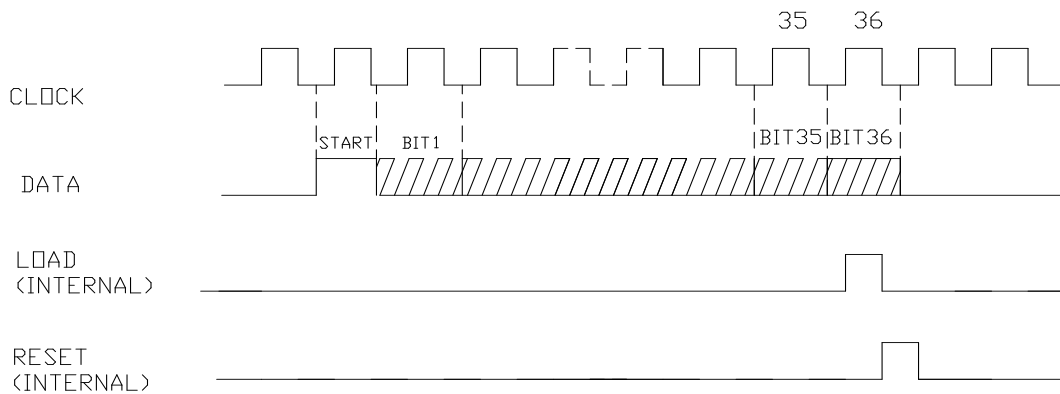 35 36
CLOCK
START BIT1 BIT35 BIT36
DATA
LOAD
(INTERNAL)
RESET
(INTERNAL)